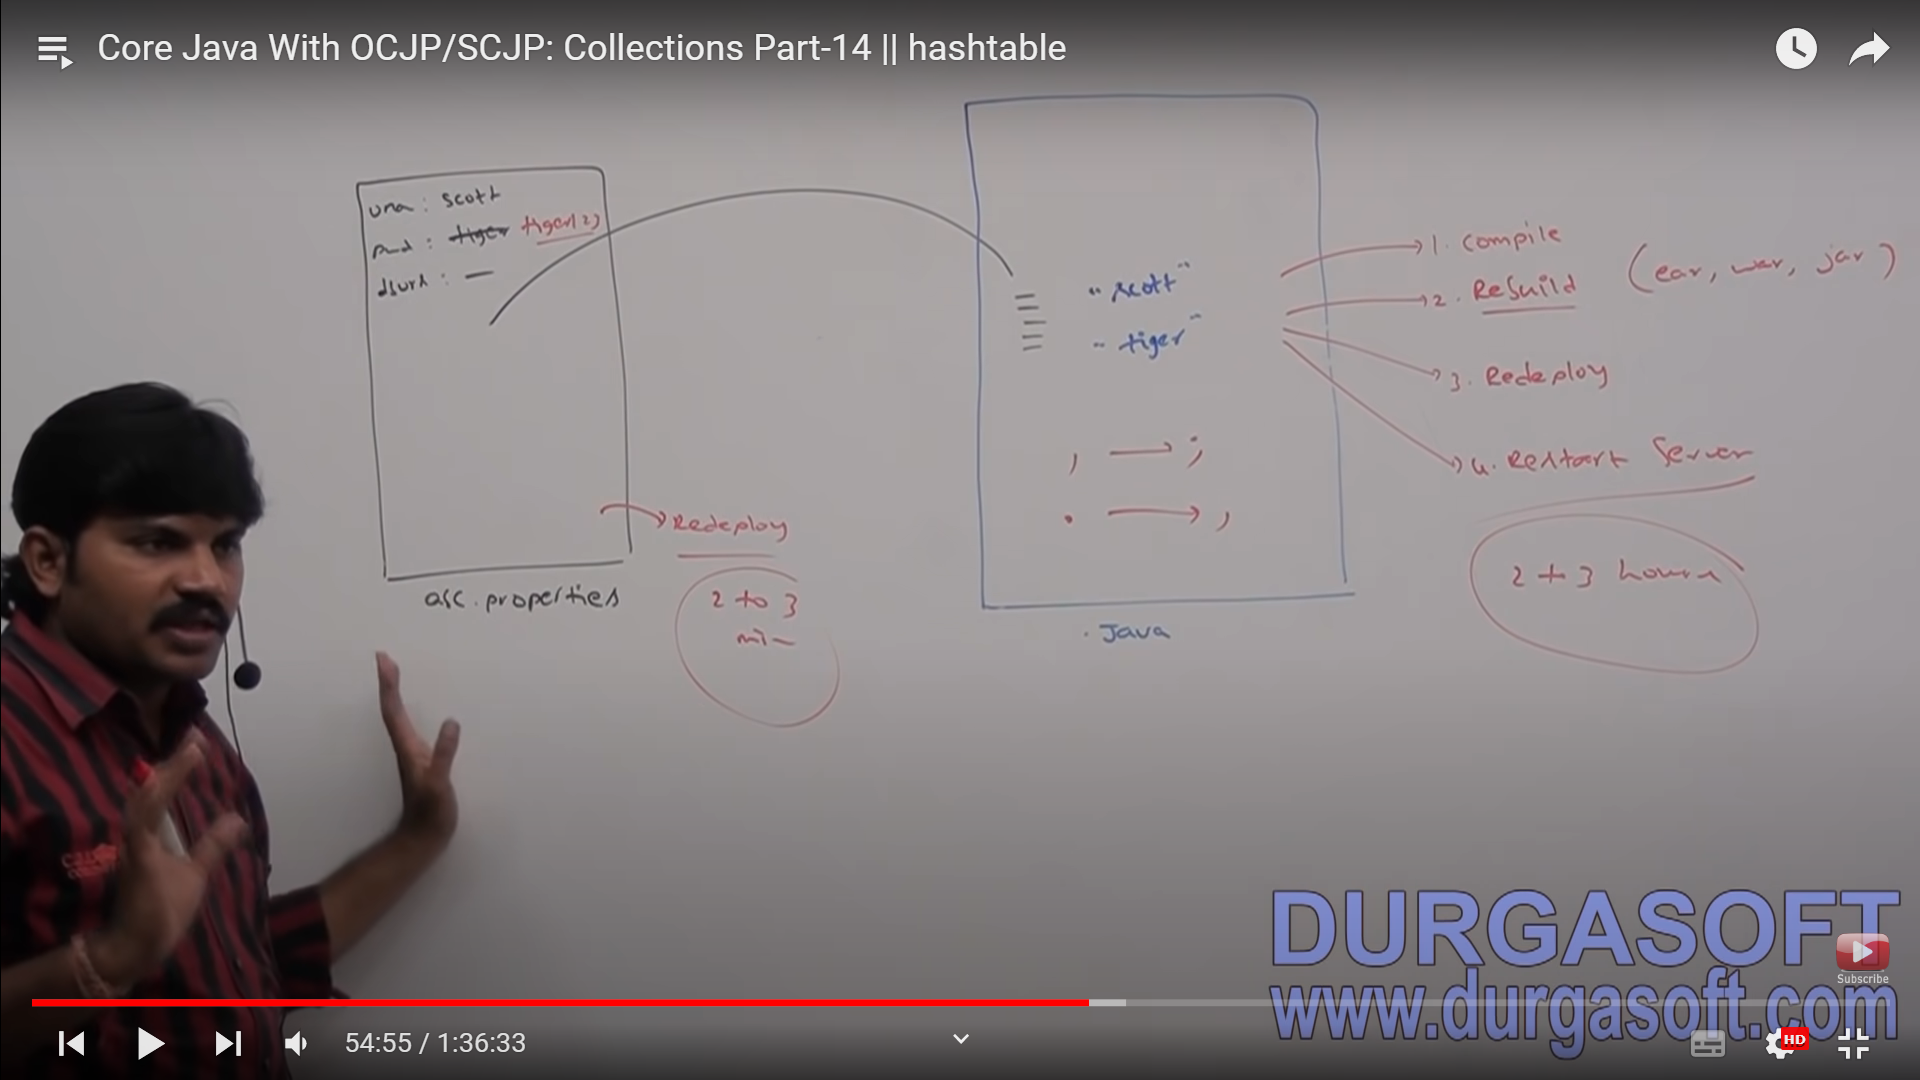 Core Java With OCJP/SCJP: Collections Part-14 || hashtable
una : scott
pwd : tiger tiger123
: —
abc.properties
Redeploy
2 to 3
min
"scott"
"tiger"
, → ;
. → ,
.Java
1. Compile
2. Rebuild (ear, war, jar)
3. Redeploy
4. Restart Server
2 to 3 hours
DURGASOFT
www.durgasoft.com
Subscribe
54:55 / 1:36:33
HD